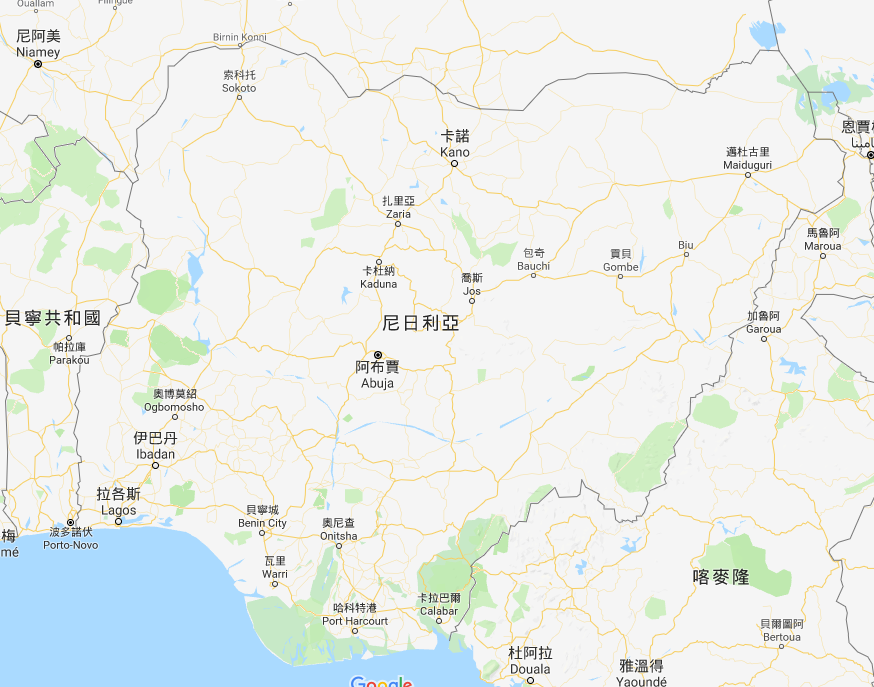 Ouallam
Filingué
尼阿美
Niamey
Birnin Konni
索科托
Sokoto
卡諾
Kano
恩賈梅
邁杜古里
Maiduguri
扎里亞
Zaria
馬魯阿
Maroua
卡杜納
Kaduna
喬斯
Jos
包奇
Bauchi
貢貝
Gombe
Biu
貝寧共和國
尼日利亞
加魯阿
Garoua
帕拉庫
Parakou
阿布賈
Abuja
奧博莫紹
Ogbomosho
伊巴丹
Ibadan
拉各斯
Lagos
貝寧城
Benin City
奧尼查
Onitsha
梅
mé
波多諾伏
Porto-Novo
瓦里
Warri
喀麥隆
哈科特港
Port Harcourt
卡拉巴爾
Calabar
貝爾圖阿
Bertoua
杜阿拉
Douala
雅溫得
Yaoundé
Google